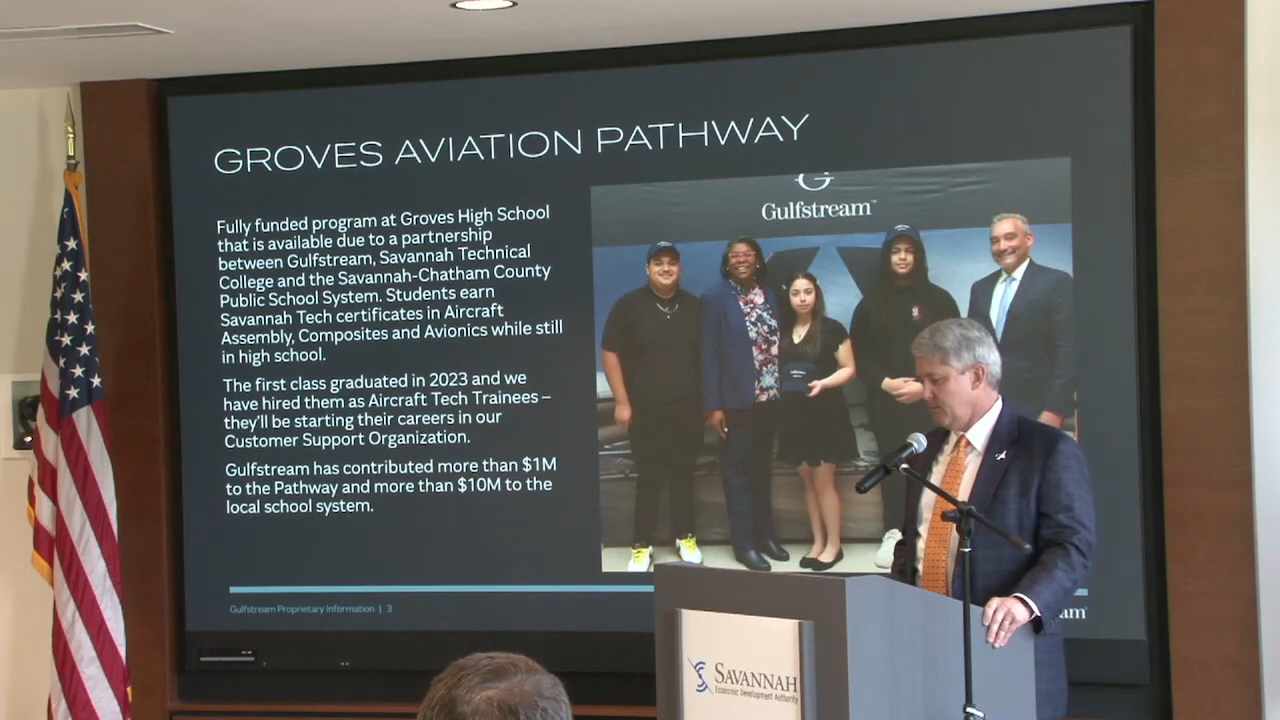 GROVES AVIATION PATHWAY
Fully funded program at Groves High School
that is available due to a partnership
between Gulfstream, Savannah Technical
College and the Savannah-Chatham County
Public School System. Students earn
Savannah Tech certificates in Aircraft
Assembly, Composites and Avionics while still
in high school.
The first class graduated in 2023 and we
have hired them as Aircraft Tech Trainees –
they'll be starting their careers in our
Customer Support Organization.
Gulfstream has contributed more than $1M
to the Pathway and more than $10M to the
local school system.
G
Gulfstream™
Gulfstream Proprietary Information | 3
SAVANNAH
Economic Development Authority